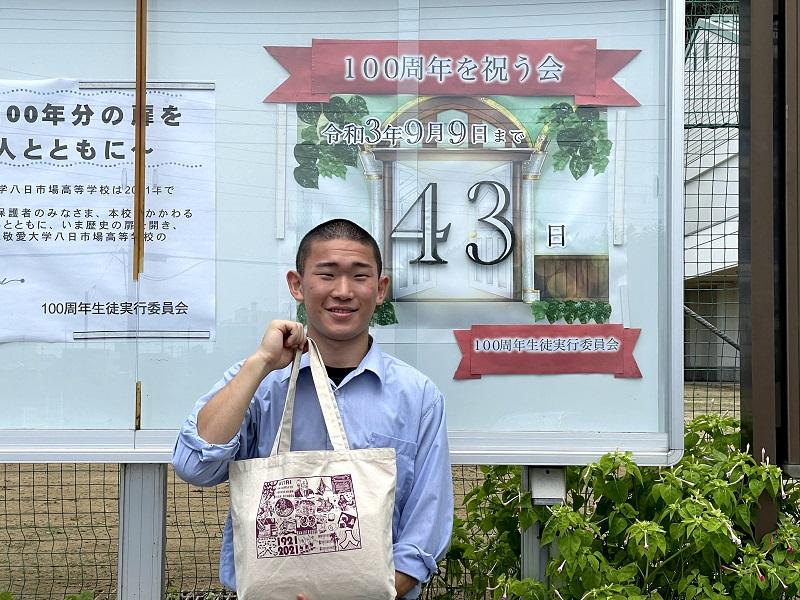 100年分の扉を
人とともに～
学八日市場高等学校は2021年で
保護者のみなさま、本校にかかわる
とともに、いま歴史の扉を開き、
敬愛大学八日市場高等学校の
100周年生徒実行委員会
100周年を祝う会
令和3年9月9日まで
43日
100周年生徒実行委員会
1921
2021